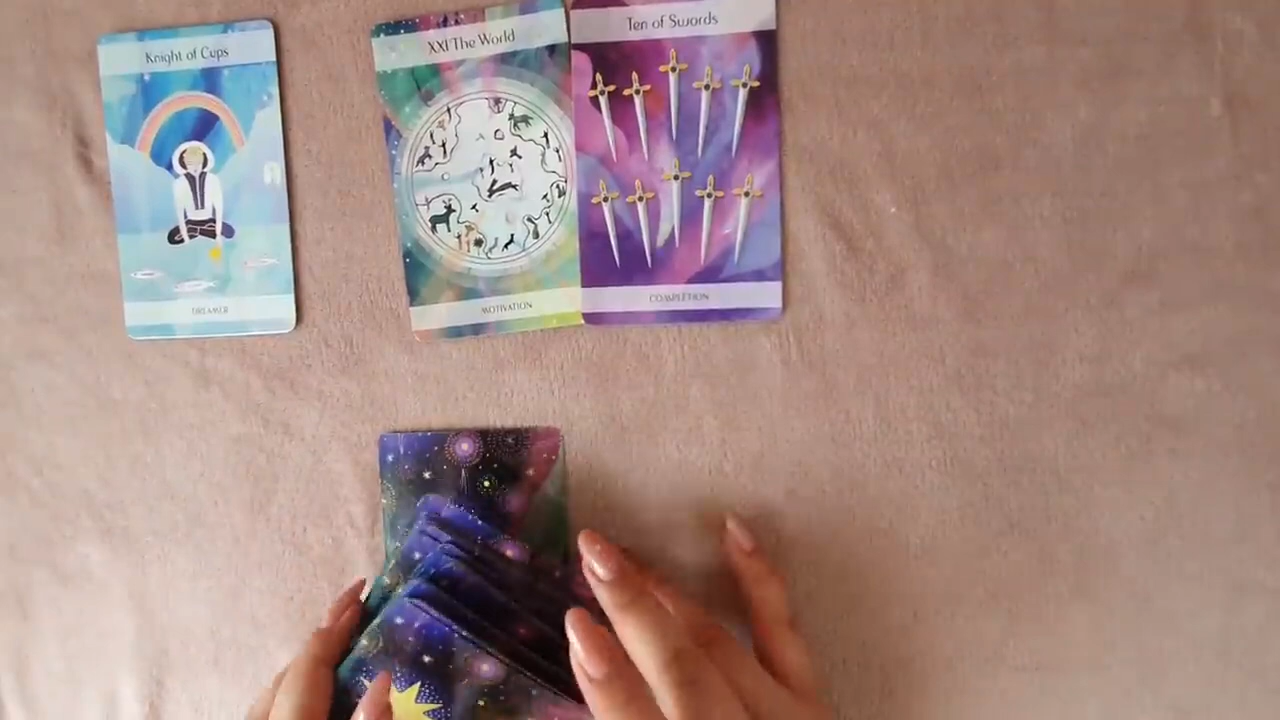 Knight of Cups
DREAMER
XXI The World
MOTIVATION
Ten of Swords
COMPLETION